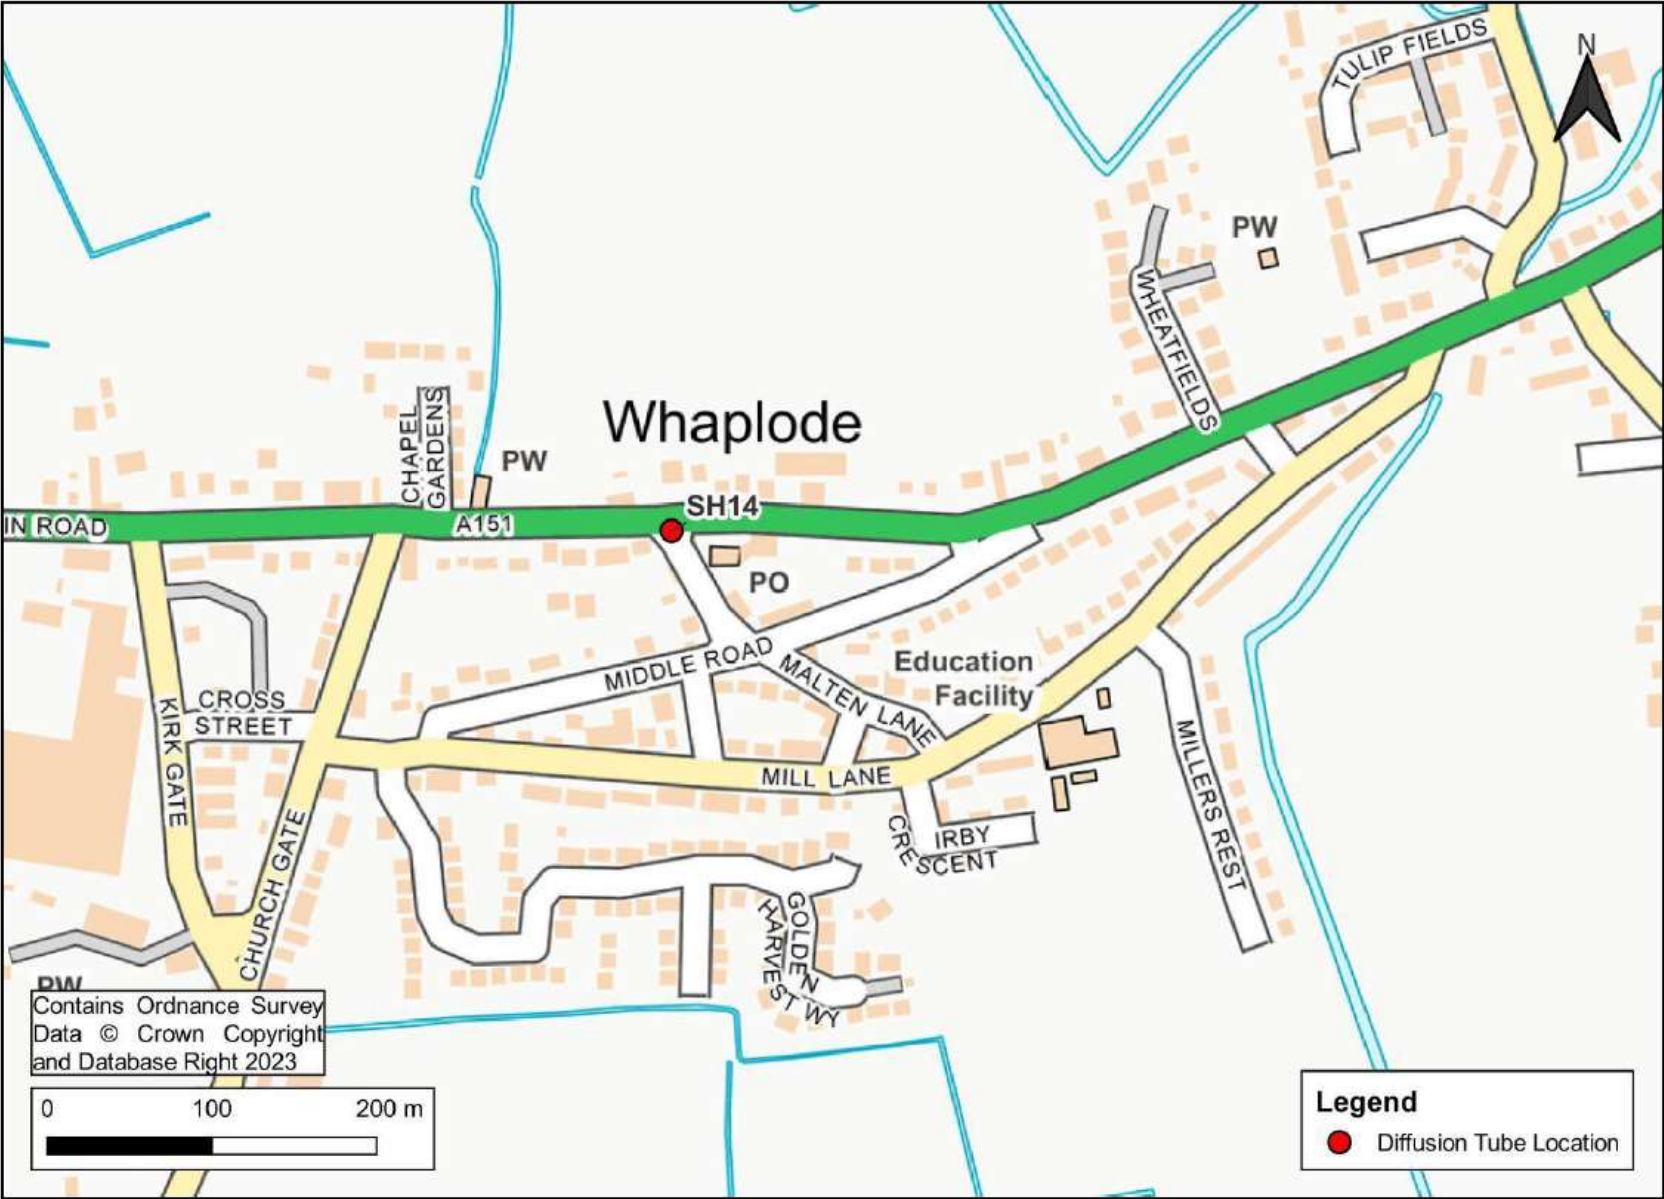 TULIP FIELDS
N
PW
WHEATFIELDS
CHAPEL
GARDENS
Whaplode
PW
SH14
IN ROAD
A151
PO
MIDDLE ROAD
MALTEN LANE
Education
Facility
CROSS
STREET
KIRK GATE
MILL LANE
MILLERS REST
CHURCH GATE
IRBY
CRESCENT
GOLDEN
HARVEST WY
PW
Contains Ordnance Survey
Data © Crown Copyright
and Database Right 2023
0 100 200 m
Legend
Diffusion Tube Location